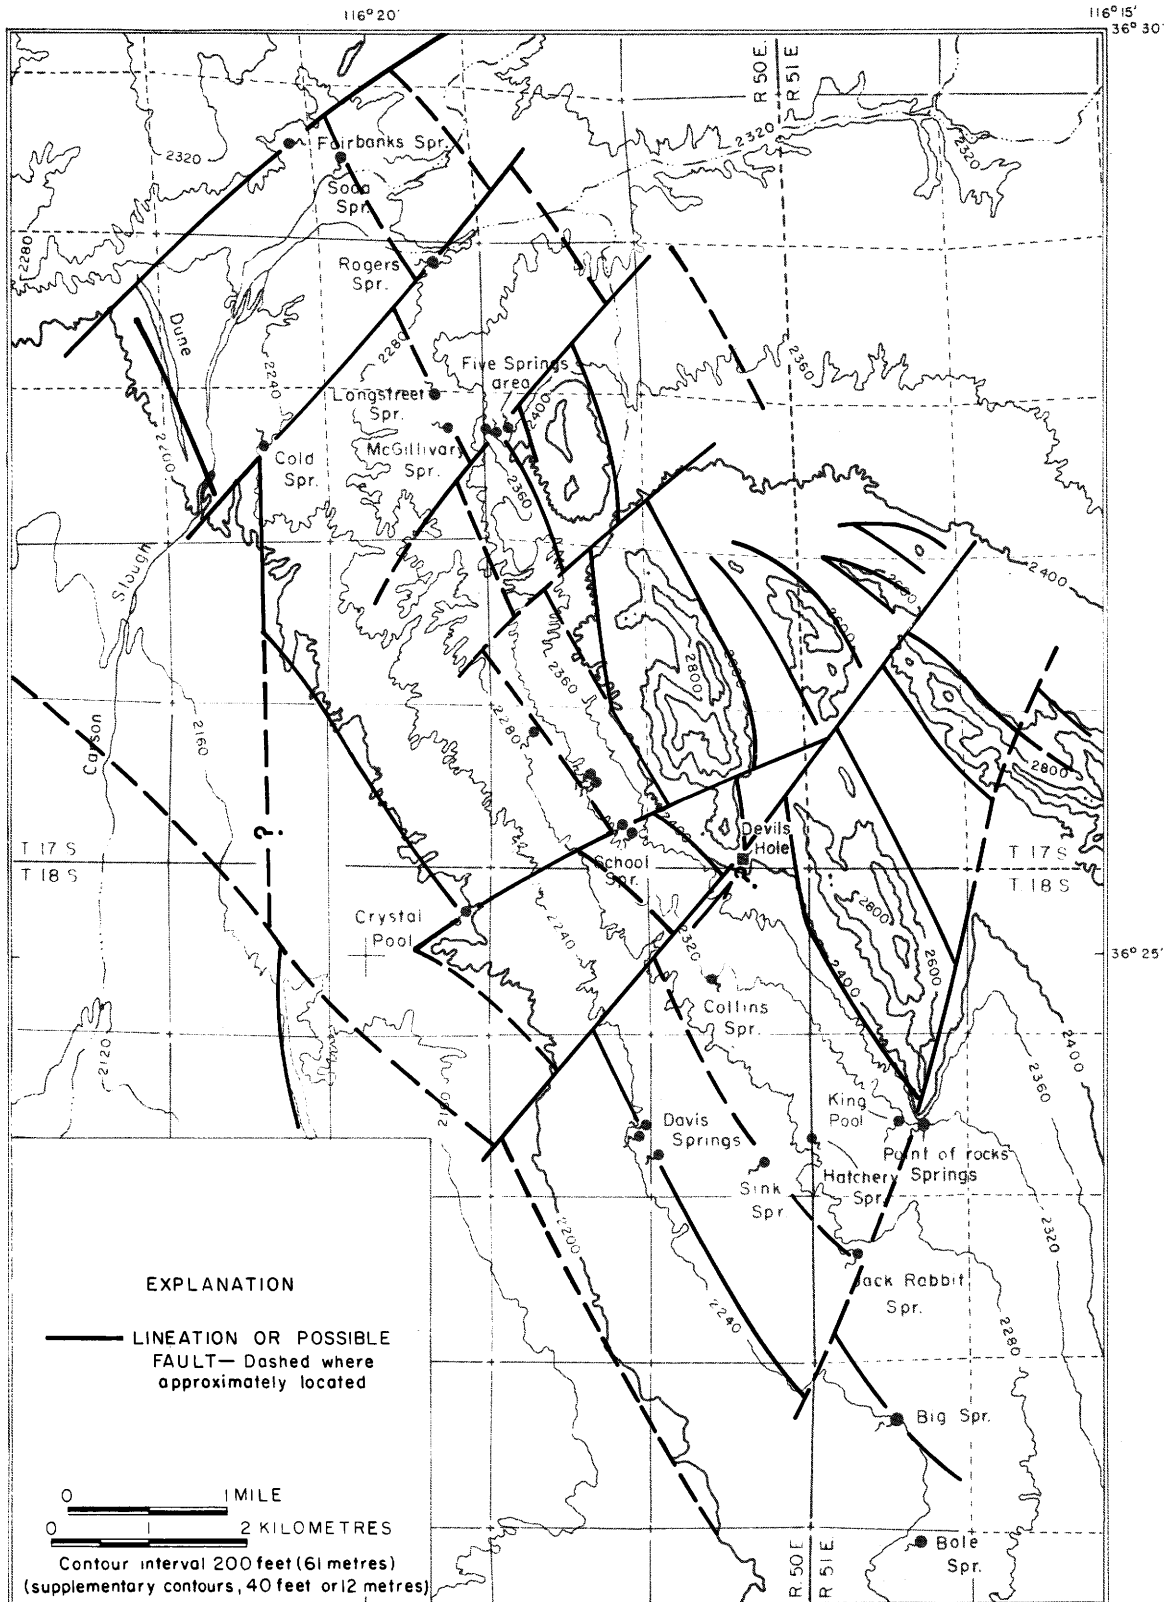 116° 20'
116° 15'
36° 30'
R 50 E.
R 51 E.
2320
2320
2320
Fairbanks Spr.
Soda
Spr.
2280
Rogers
Spr.
Dune
2280
2360
2240
Five Springs
area
Longstreet
Spr.
2400
2200
McGillivary
Spr.
Cold
Spr.
2360
Slough
2400
2600
2600
2360
2800
2600
2280
2160
Carson
2800
?
2400
Devils
Hole
?
T 17 S
T 18 S
School
Spr.
T 17 S
T 18 S
2800
Crystal
Pool
2240
2320
2400
2600
36° 25'
Collins
Spr.
2120
2400
2360
2160
King
Pool
Davis
Springs
Point of rocks
Springs
Hatchery
Spr.
Sink
Spr.
2320
2200
Jack Rabbit
Spr.
EXPLANATION
2240
2280
LINEATION OR POSSIBLE
FAULT— Dashed where
approximately located
Big Spr.
0 1 MILE
0 1 2 KILOMETRES
Contour interval 200 feet (61 metres)
(supplementary contours, 40 feet or 12 metres)
R. 50 E.
R 51 E.
Bole
Spr.